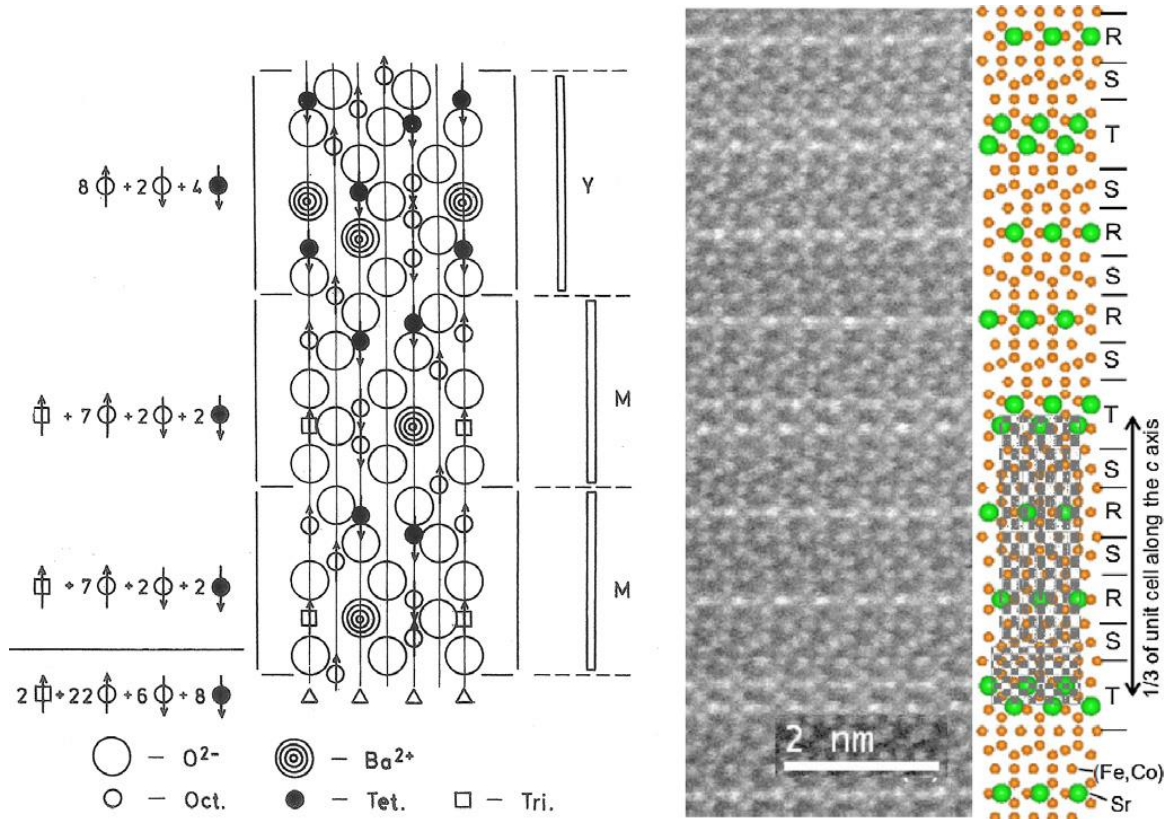 8 + 2 + 4
Y
+ 7 + 2 + 2
M
+ 7 + 2 + 2
M
2 + 22 + 6 + 8
— O²⁻
— Ba²⁺
— Oct.
— Tet.
— Tri.
2 nm
R
S
T
S
R
S
R
S
T
S
R
S
R
S
T
1/3 of unit cell along the c axis
(Fe,Co)
Sr